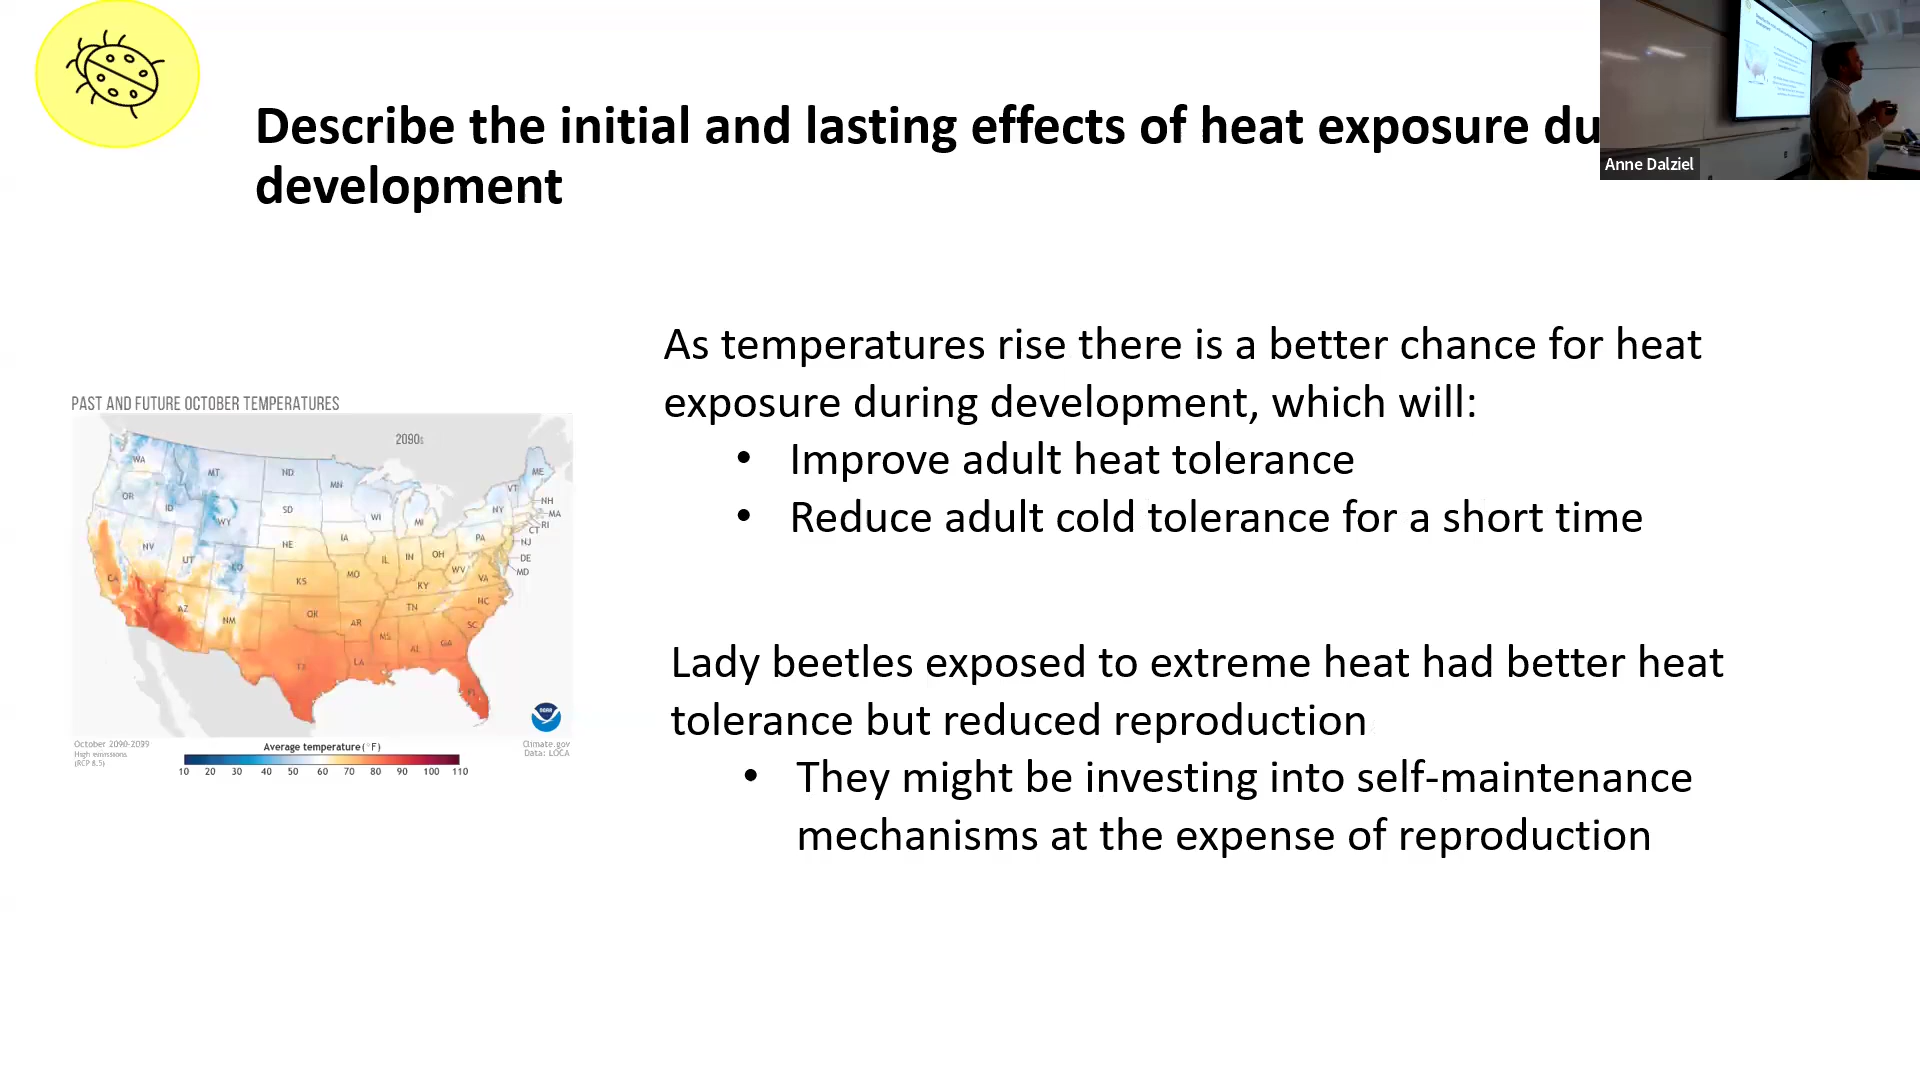 Describe the initial and lasting effects of heat exposure du
development
Anne Dalziel
As temperatures rise there is a better chance for heat
exposure during development, which will:
• Improve adult heat tolerance
• Reduce adult cold tolerance for a short time
Lady beetles exposed to extreme heat had better heat
tolerance but reduced reproduction
• They might be investing into self-maintenance
mechanisms at the expense of reproduction
PAST AND FUTURE OCTOBER TEMPERATURES
2090s
WA
MT
ND
MN
ME
OR
ID
WY
SD
WI
MI
VT
NH
NY
MA
CT
RI
NV
UT
CO
NE
IA
IL
IN
OH
PA
NJ
DE
MD
CA
KS
MO
KY
WV
VA
AZ
NM
OK
AR
TN
NC
SC
TX
LA
MS
AL
GA
FL
NOAA
October 2090-2099
High emissions
(RCP 8.5)
Average temperature(°F)
Climate.gov
Data: LOCA
10 20 30 40 50 60 70 80 90 100 110